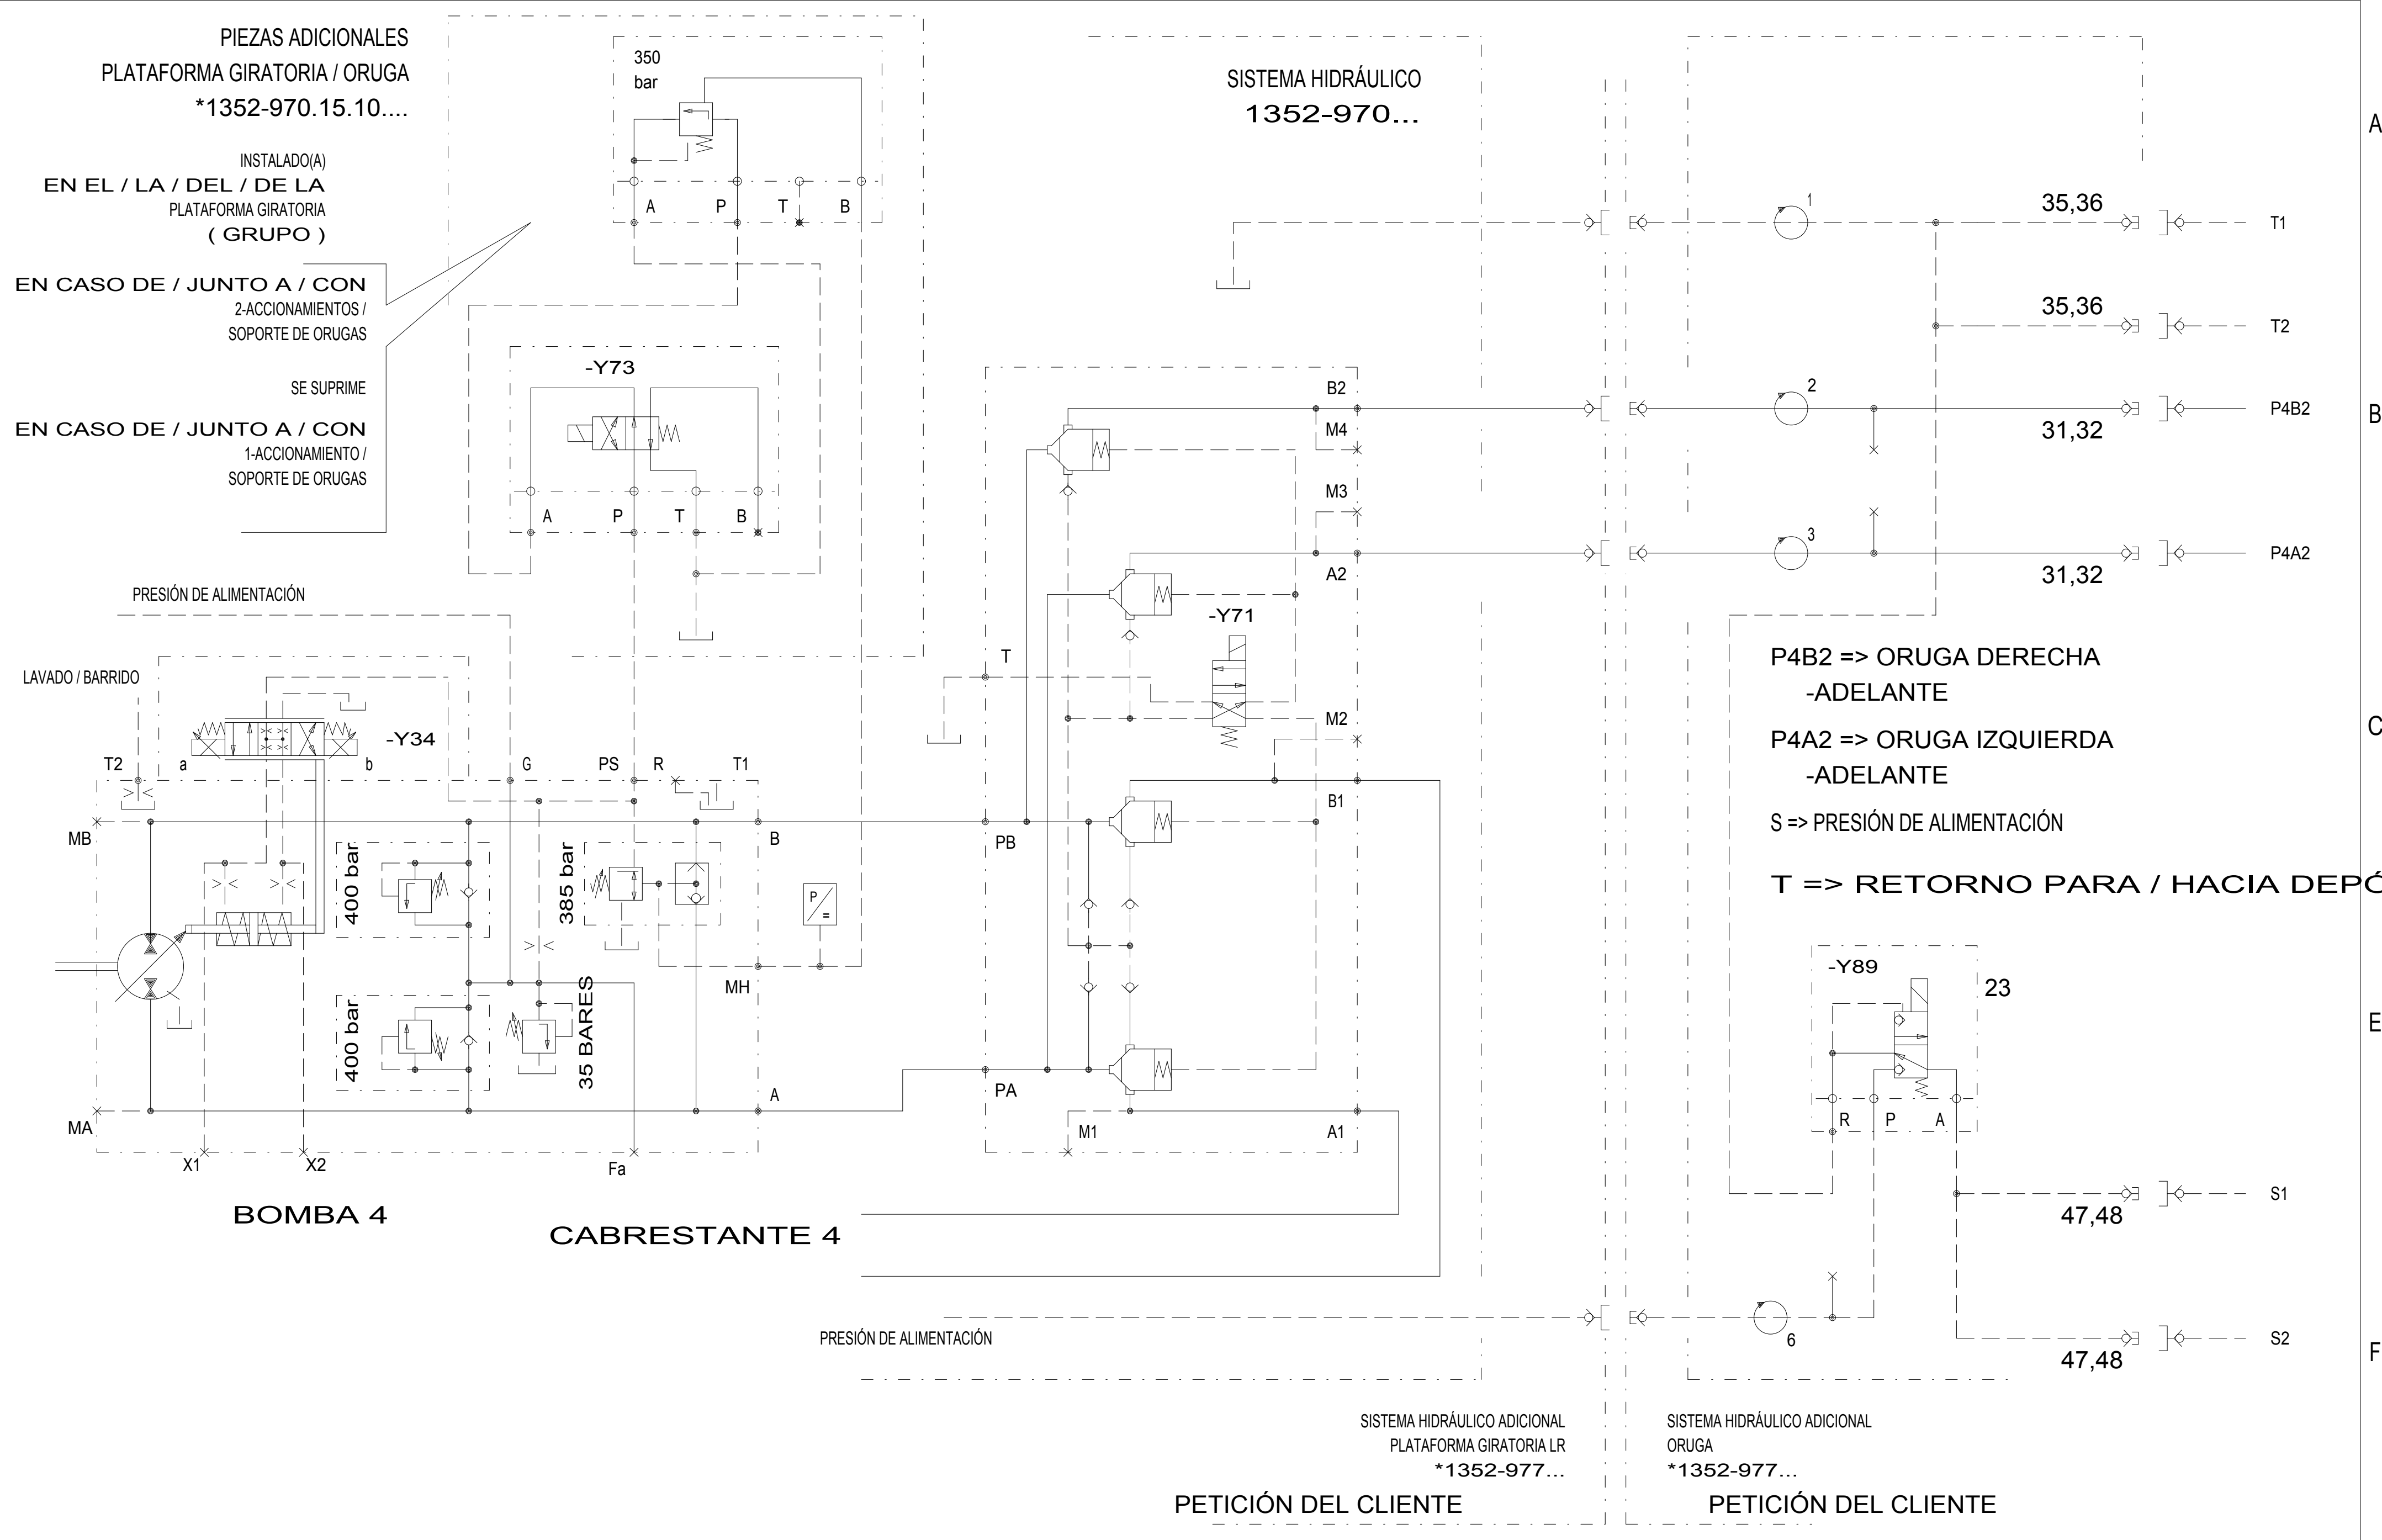 PIEZAS ADICIONALES
PLATAFORMA GIRATORIA / ORUGA
*1352-970.15.10....
INSTALADO(A)
EN EL / LA / DEL / DE LA
PLATAFORMA GIRATORIA
( GRUPO )
EN CASO DE / JUNTO A / CON
2-ACCIONAMIENTOS /
SOPORTE DE ORUGAS
SE SUPRIME
EN CASO DE / JUNTO A / CON
1-ACCIONAMIENTO /
SOPORTE DE ORUGAS
350
bar
A P T B
-Y73
A P T B
SISTEMA HIDRÁULICO
1352-970...
A
B
C
E
F
1
35,36
T1
35,36
T2
2
31,32
P4B2
3
31,32
P4A2
B2
M4
M3
A2
-Y71
T
M2
B1
PB
PA
M1
A1
PRESIÓN DE ALIMENTACIÓN
LAVADO / BARRIDO
-Y34
T2 a b G PS R T1
MB
B
400 bar
385 bar
P
=
MH
400 bar
35 BARES
A
MA
X1 X2 Fa
BOMBA 4
CABRESTANTE 4
P4B2 => ORUGA DERECHA
-ADELANTE
P4A2 => ORUGA IZQUIERDA
-ADELANTE
S => PRESIÓN DE ALIMENTACIÓN
T => RETORNO PARA / HACIA DEPÓ
-Y89
23
R P A
S1
47,48
S2
47,48
6
PRESIÓN DE ALIMENTACIÓN
SISTEMA HIDRÁULICO ADICIONAL
PLATAFORMA GIRATORIA LR
*1352-977...
PETICIÓN DEL CLIENTE
SISTEMA HIDRÁULICO ADICIONAL
ORUGA
*1352-977...
PETICIÓN DEL CLIENTE